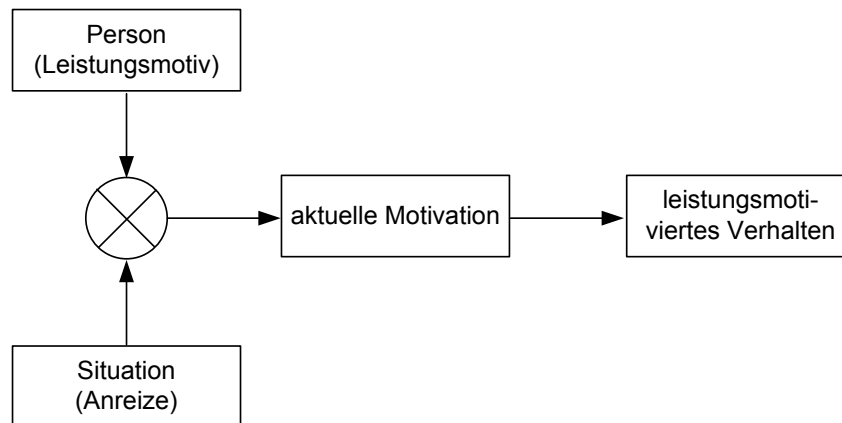 Person
(Leistungsmotiv)
aktuelle Motivation
leistungsmoti-
viertes Verhalten
Situation
(Anreize)